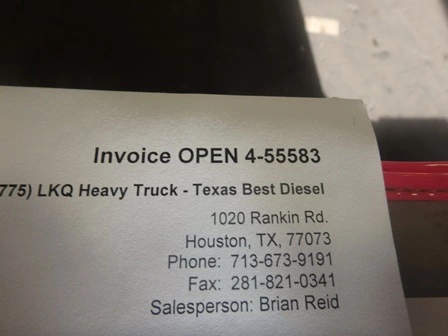 Invoice OPEN 4-55583
775) LKQ Heavy Truck - Texas Best Diesel
1020 Rankin Rd.
Houston, TX, 77073
Phone: 713-673-9191
Fax: 281-821-0341
Salesperson: Brian Reid